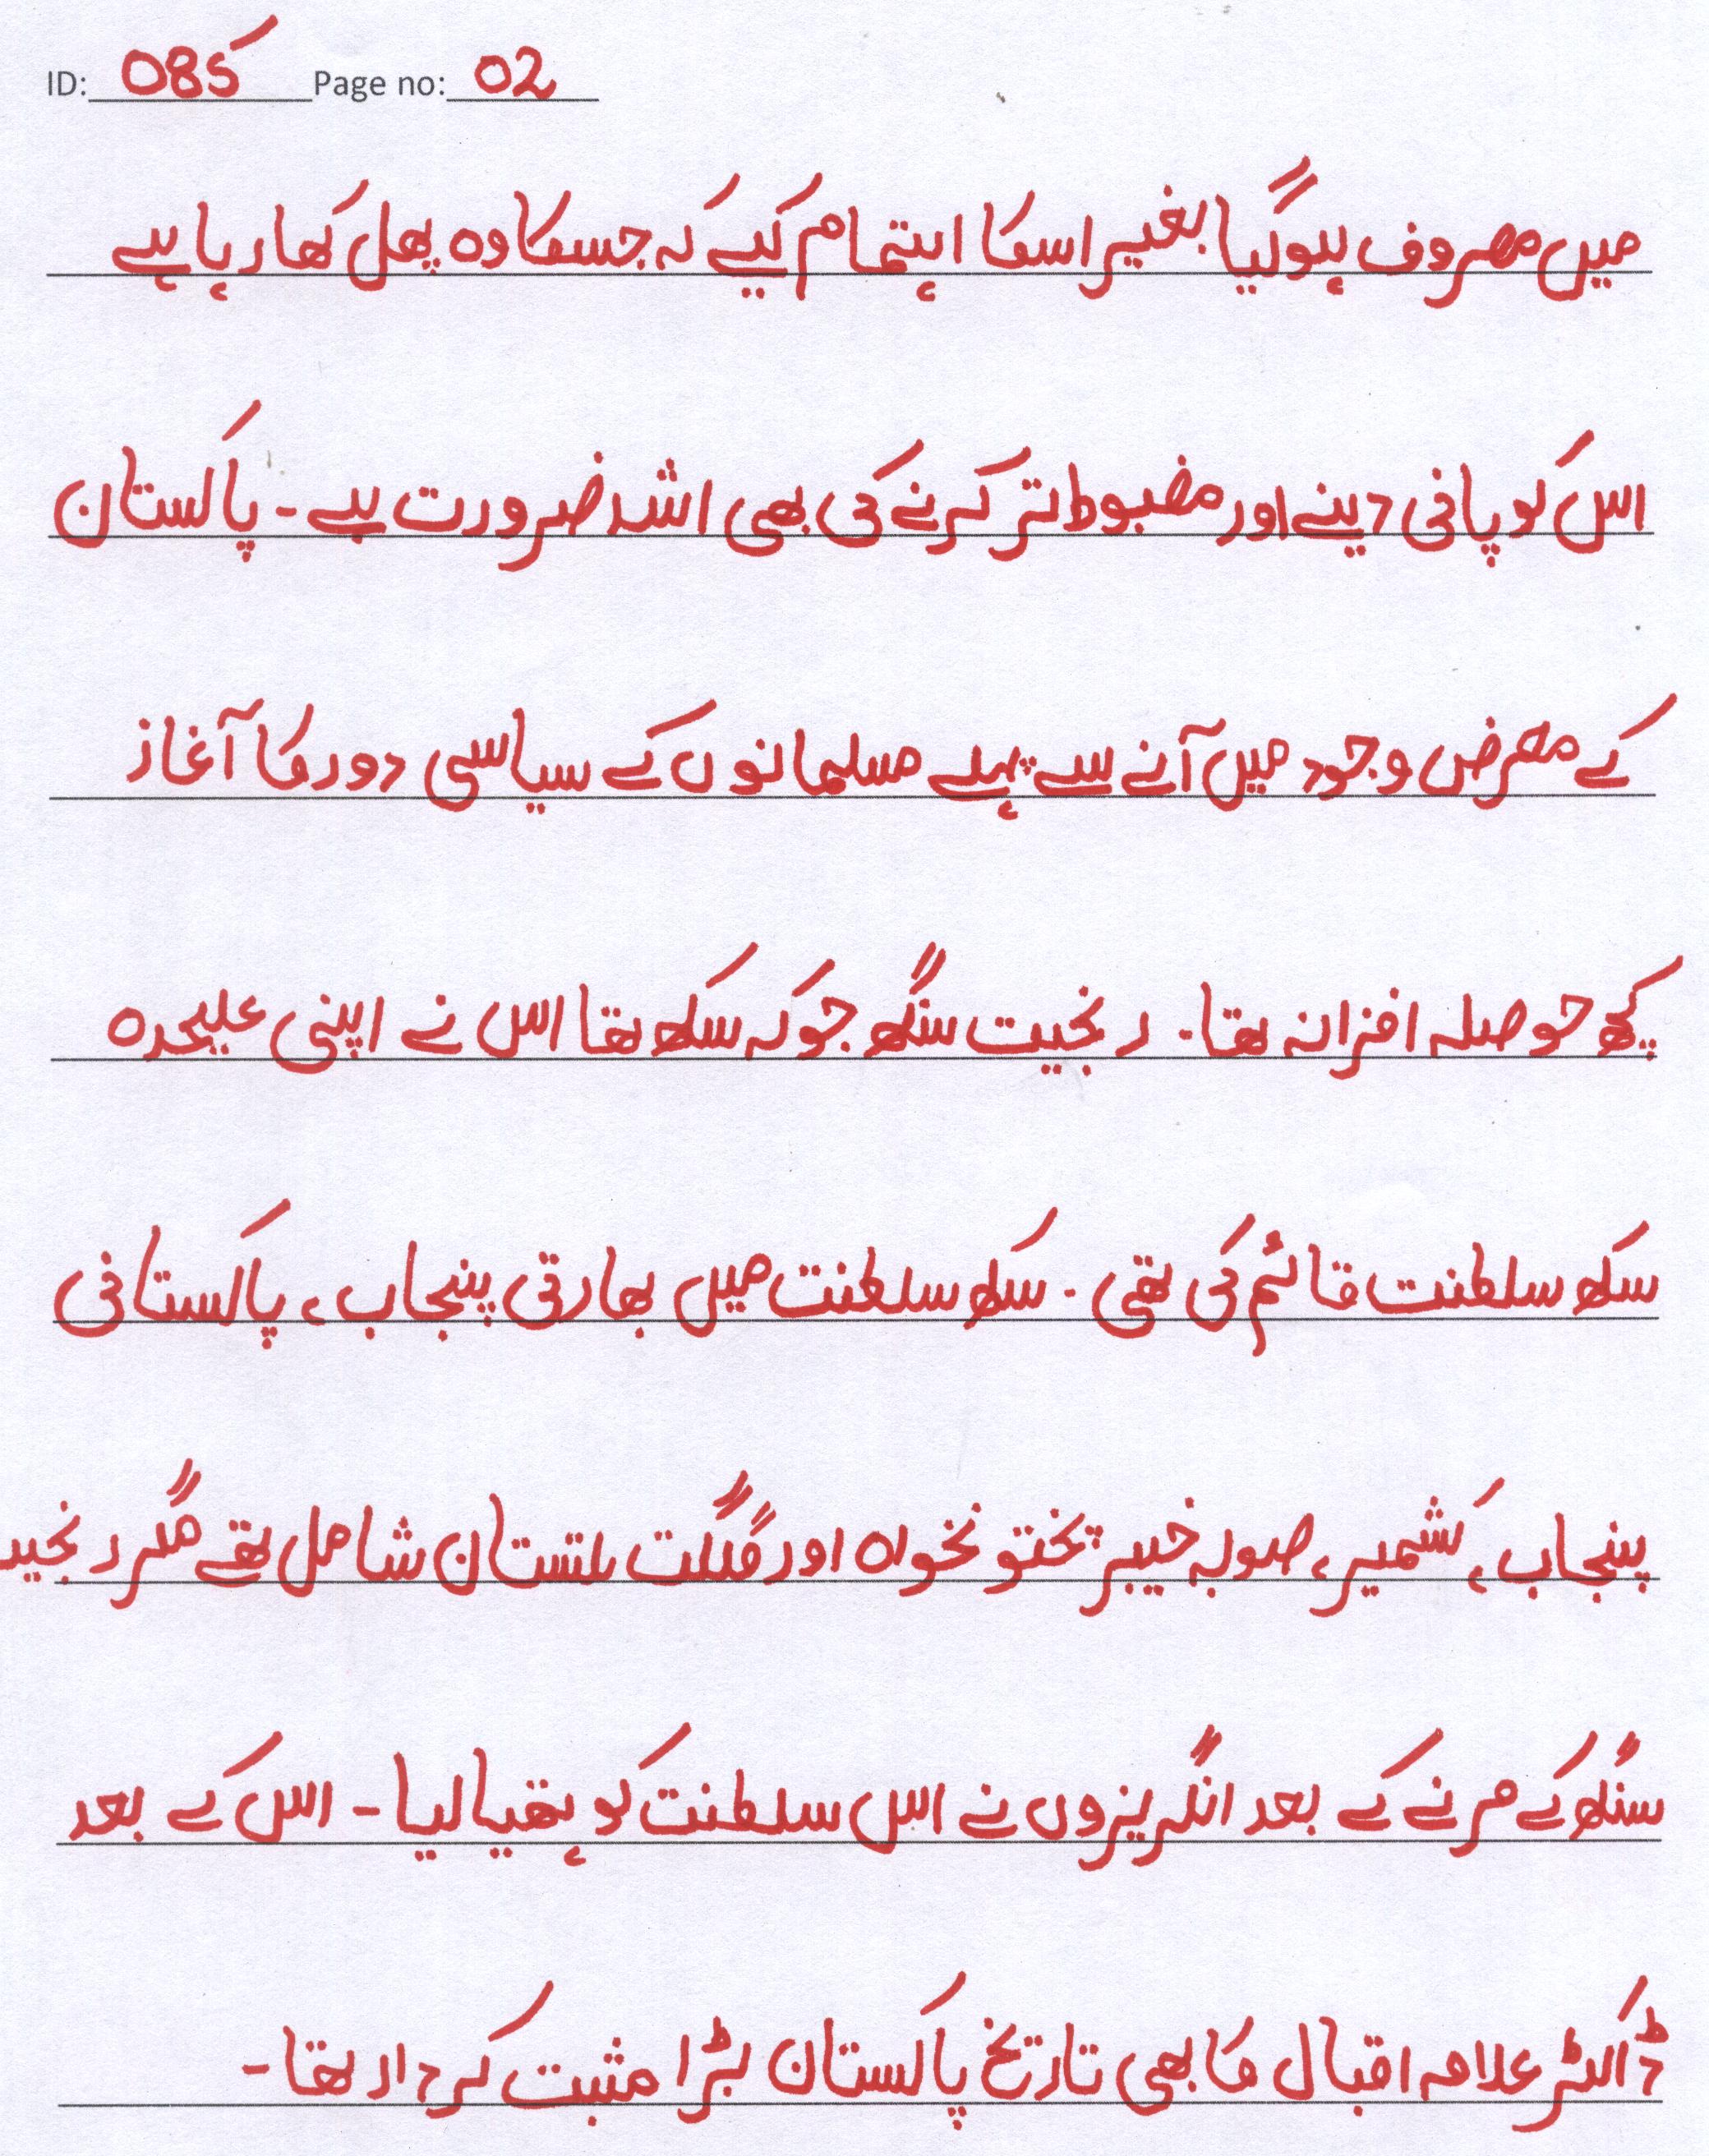 ID: 085 Page no: 02
میں مصروف ہوگیا بغیر اسکا اہتمام کیے کہ جسکا وہ پھل کھا رہا ہے
اس کو پانی دینے اور مضبوط تر کرنے کی بھی اشد ضرورت ہے۔ پاکستان
کے معرض وجود میں آنے سے پہلے مسلمانوں کے سیاسی دور کا آغاز
کچھ حوصلہ افزا نہ تھا۔ رنجیت سنگھ جو کہ سکھ تھا اس نے اپنی علیحدہ
سکھ سلطنت قائم کی تھی۔ سکھ سلطنت میں بھارتی پنجاب، پاکستانی
پنجاب، کشمیر، صوبہ خیبر پختونخواہ اور گلگت بلتستان شامل تھے مگر رنجیت
سنگھ کے مرنے کے بعد انگریزوں نے اس سلطنت کو ہتھیا لیا۔ اس کے بعد
ڈاکٹر علامہ اقبال کا بھی تاریخ پاکستان بڑا مثبت کردار تھا۔